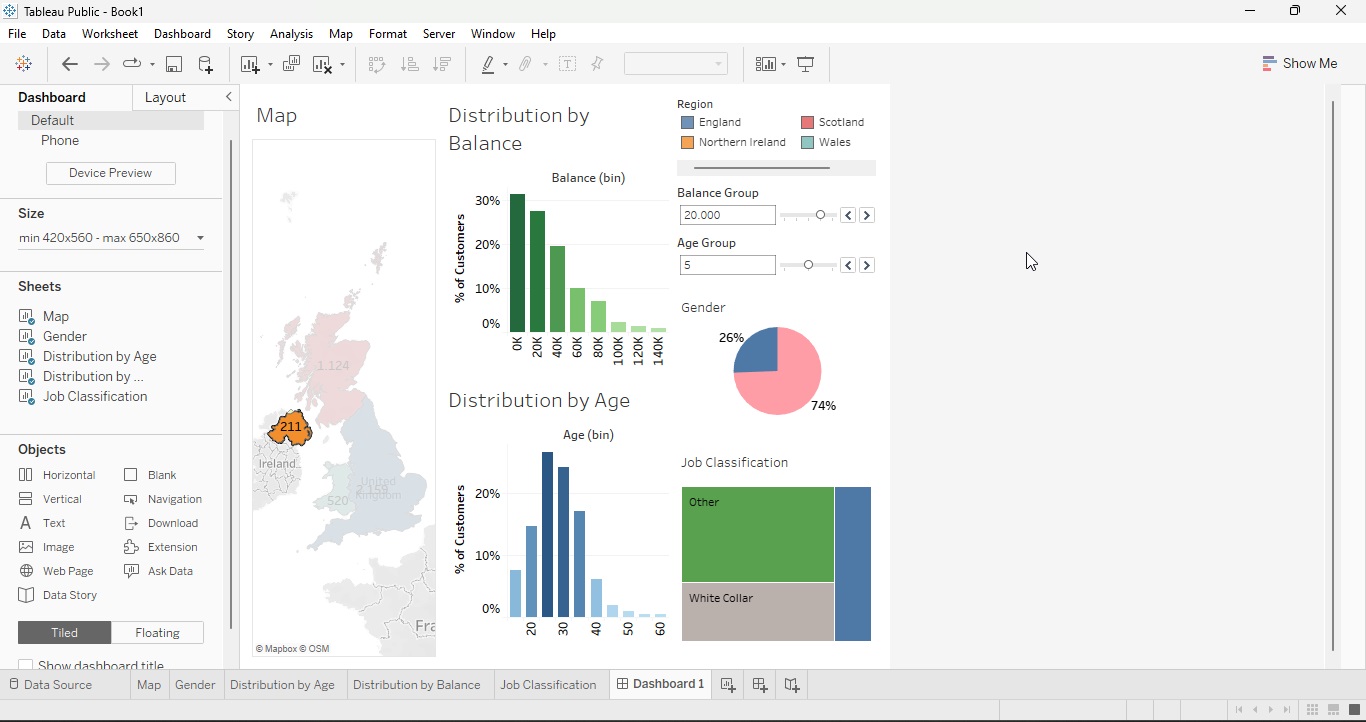 Tableau Public - Book1
File Data Worksheet Dashboard Story Analysis Map Format Server Window Help
Show Me
Dashboard Layout
Default
Phone
Device Preview
Size
min 420x560 - max 650x860
Sheets
Map
Gender
Distribution by Age
Distribution by ...
Job Classification
Objects
Horizontal Blank
Vertical Navigation
Text Download
Image Extension
Web Page Ask Data
Data Story
Tiled Floating
Show dashboard title
Map
1.124
211
Ireland
United
Kingdom
2.159
520
Fra
© Mapbox © OSM
Distribution by
Balance
Balance (bin)
% of Customers
30%
20%
10%
0%
0K 20K 40K 60K 80K 100K 120K 140K
Distribution by Age
Age (bin)
% of Customers
20%
10%
0%
20 30 40 50 60
Region
England Scotland
Northern Ireland Wales
Balance Group
20.000
Age Group
5
Gender
26%
74%
Job Classification
Other
White Collar
Data Source Map Gender Distribution by Age Distribution by Balance Job Classification Dashboard 1